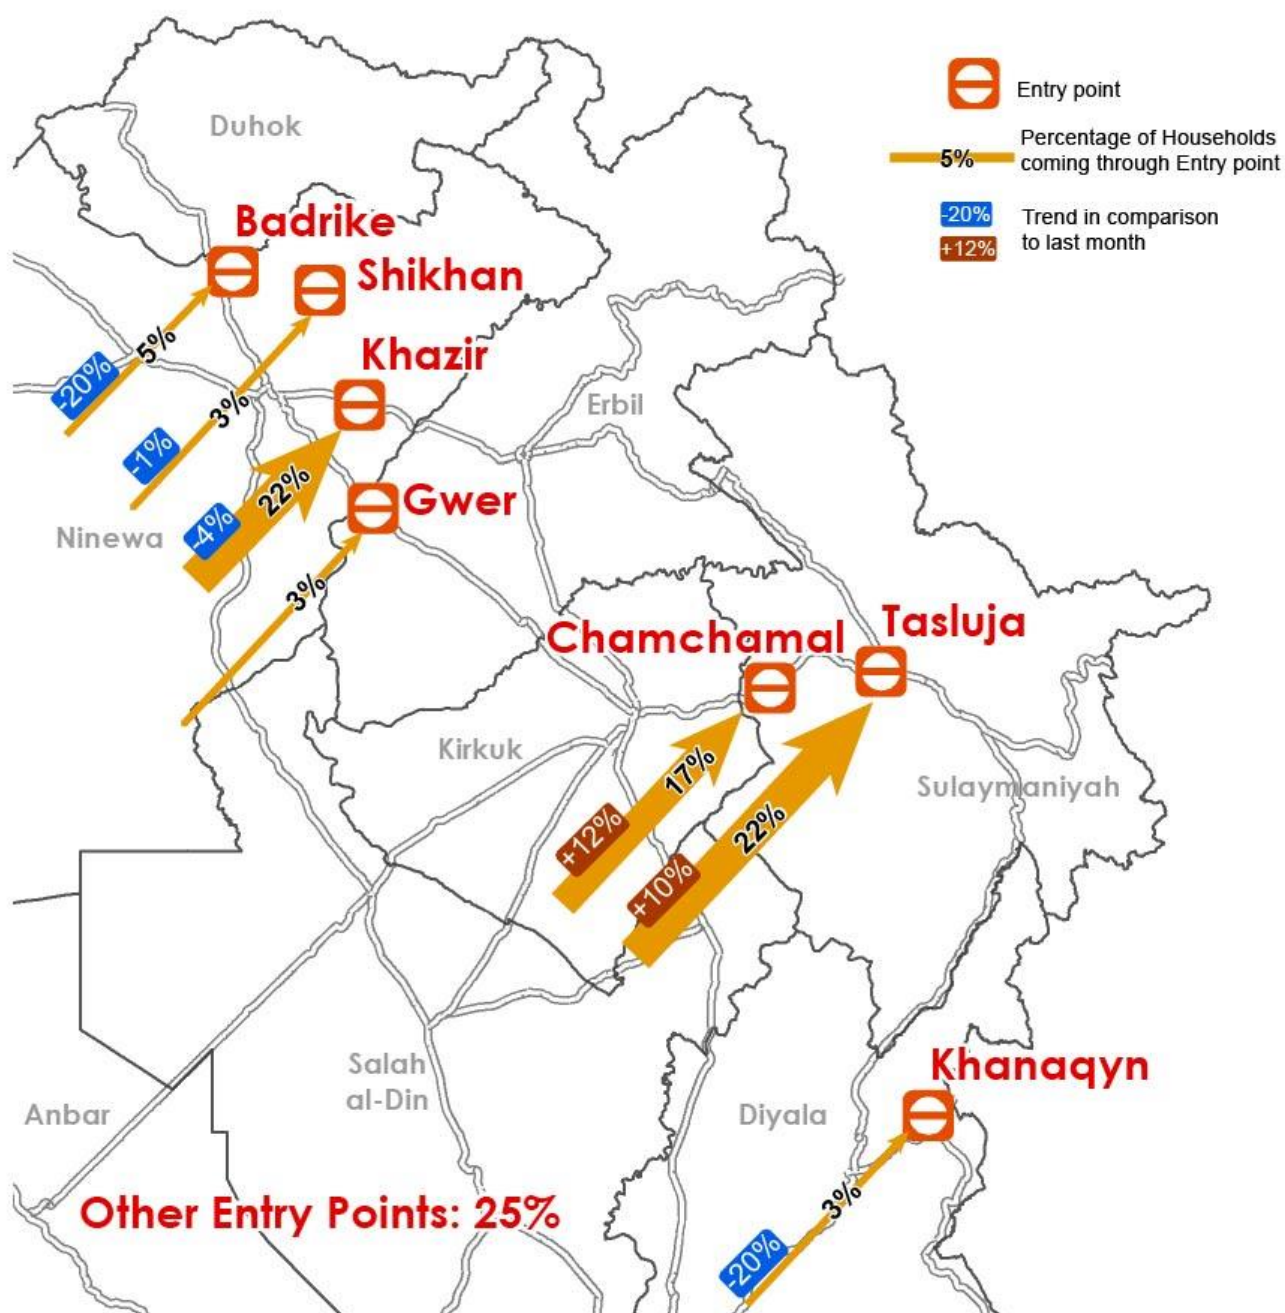 Entry point
5%
Percentage of Households
coming through Entry point
-20%
+12%
Trend in comparison
to last month
Duhok
Badrike
Shikhan
5%
-20%
Khazir
3%
-1%
Erbil
22%
-4%
Gwer
Ninewa
3%
Chamchamal
Tasluja
Kirkuk
17%
+12%
Sulaymaniyah
22%
+10%
Khanaqyn
Salah
al-Din
Anbar
Diyala
3%
-20%
Other Entry Points: 25%